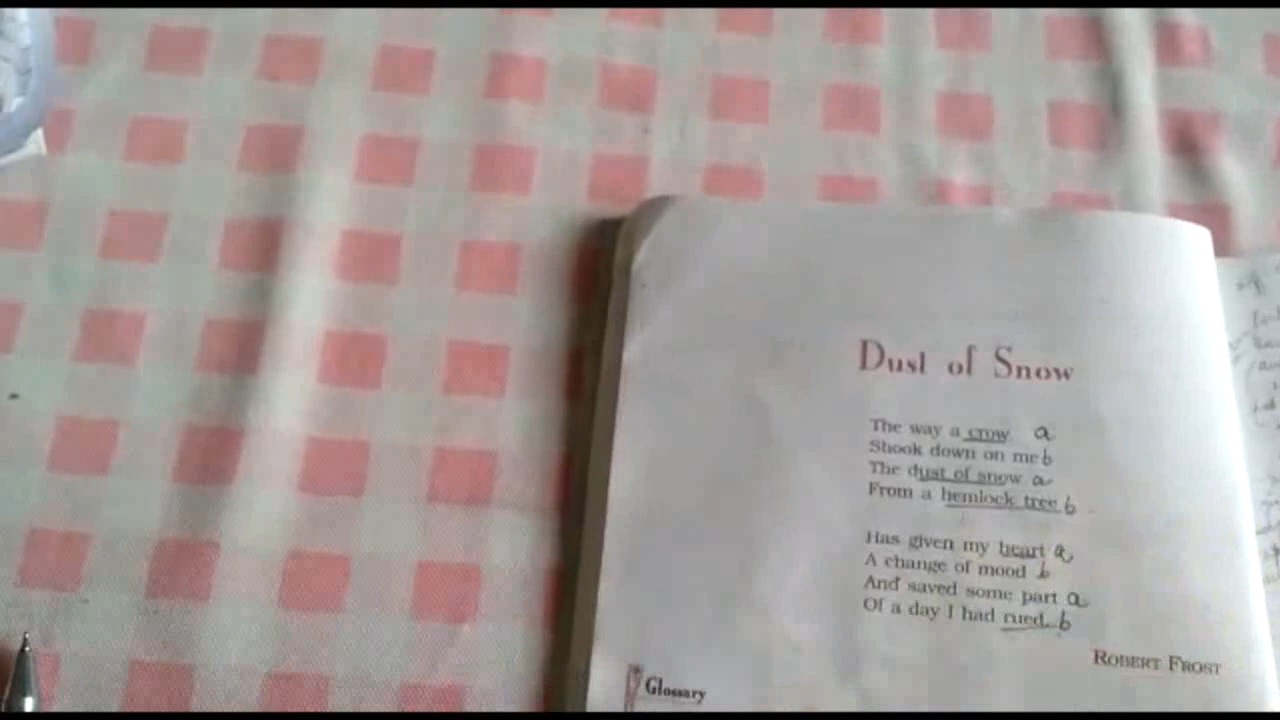 Dust of Snow
The way a crow a
Shook down on me b
The dust of snow a
From a hemlock tree b
Has given my heart a
A change of mood b
And saved some part a
Of a day I had rued. b
ROBERT FROST
Glossary